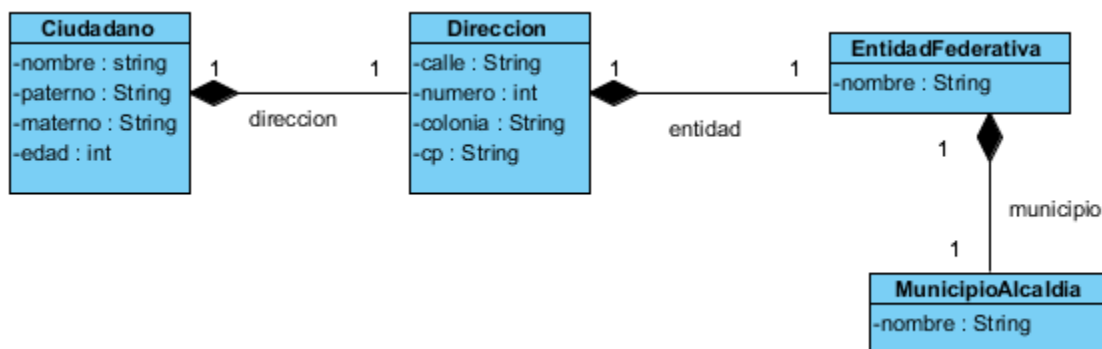 Ciudadano
-nombre : string
-paterno : String
-materno : String
-edad : int
1
1
direccion
Direccion
-calle : String
-numero : int
-colonia : String
-cp : String
1
1
entidad
EntidadFederativa
-nombre : String
1
municipio
1
MunicipioAlcaldia
-nombre : String